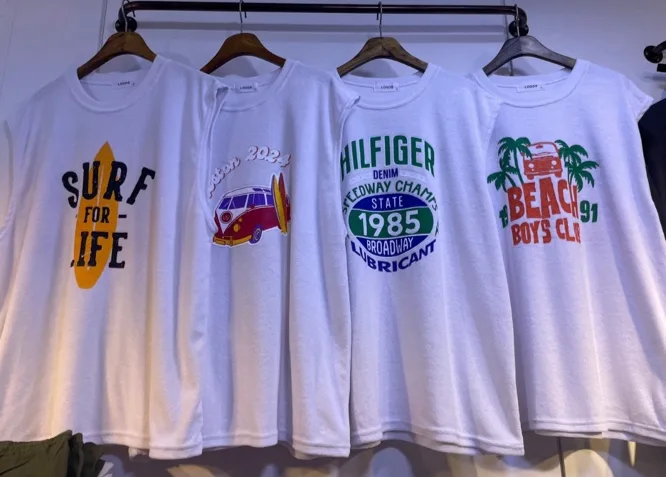 SURF
FOR
LIFE
2024
HILFIGER
DENIM
SPEEDWAY CHAMPS
STATE
1985
BROADWAY
LUBRICANT
BEACH
91
BOYS CLUB